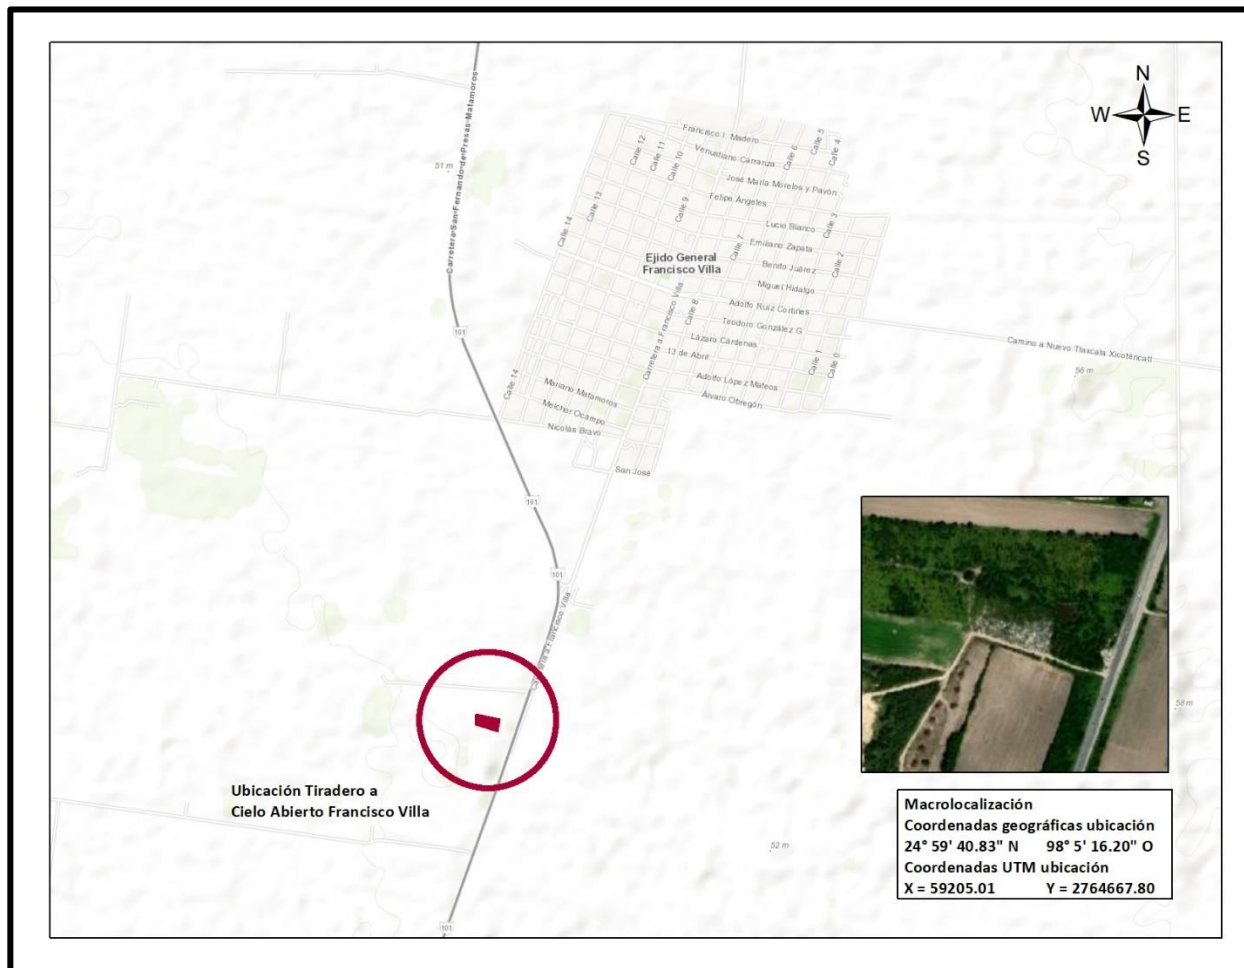 N
W E
S
Carretera San Fernando de Presas-Matamoros
51 m
Francisco I. Madero
Venustiano Carranza
José María Morelos y Pavón
Felipe Ángeles
Lucio Blanco
Emiliano Zapata
Benito Juárez
Miguel Hidalgo
Adolfo Ruiz Cortines
Teodoro González G
Lázaro Cárdenas
13 de Abril
Adolfo López Mateos
Álvaro Obregón
Mariano Matamoros
Melchor Ocampo
Nicolás Bravo
San José
Calle 14
Calle 13
Calle 12
Calle 11
Calle 10
Calle 9
Calle 8
Calle 7
Calle 6
Calle 5
Calle 4
Calle 3
Calle 2
Calle 1
Calle 0
Calle 14
Ejido General
Francisco Villa
Carretera a Francisco Villa
Camino a Nuevo Tlaxcala Xicoténcatl
56 m
101
101
101
Carretera a Francisco Villa
58 m
Ubicación Tiradero a
Cielo Abierto Francisco Villa
52 m
101
Macrolocalización
Coordenadas geográficas ubicación
24° 59' 40.83" N 98° 5' 16.20" O
Coordenadas UTM ubicación
X = 59205.01 Y = 2764667.80